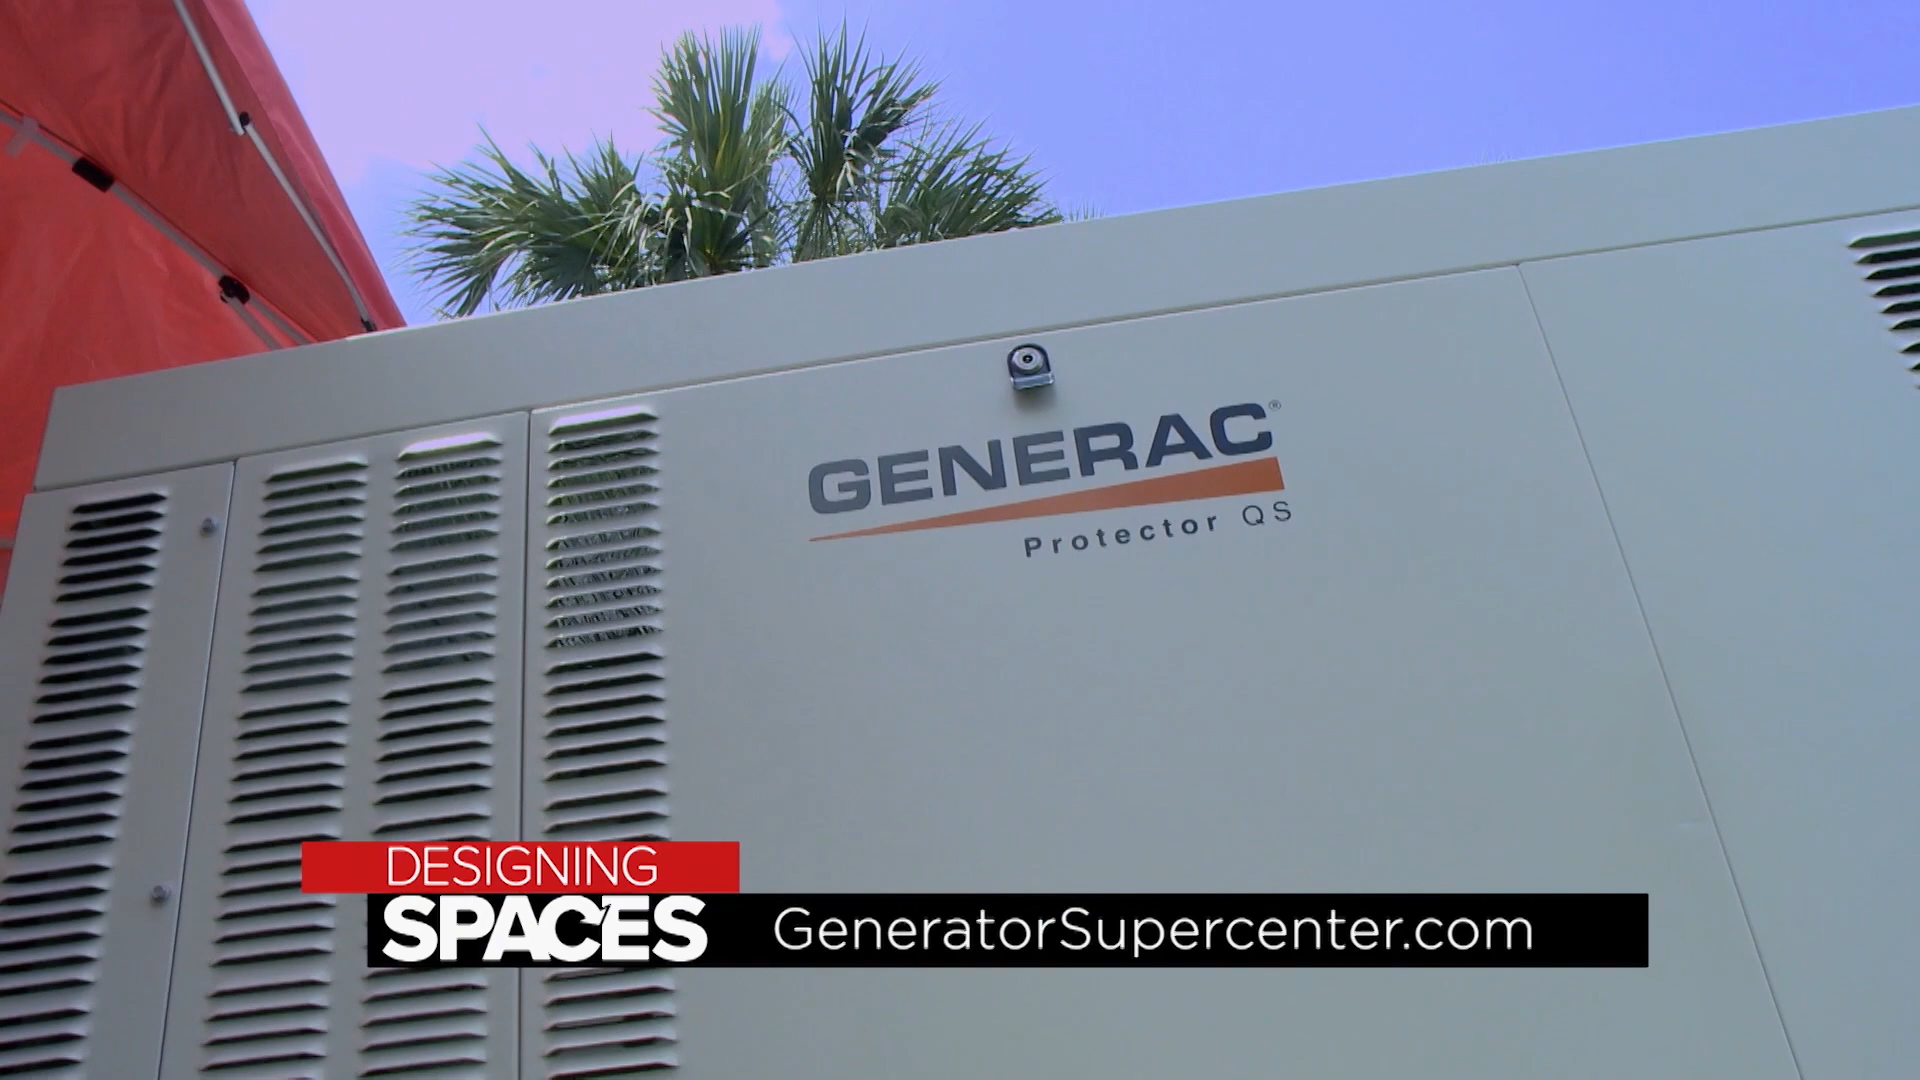 GENERAC®
Protector QS
DESIGNING
SPACES
GeneratorSupercenter.com